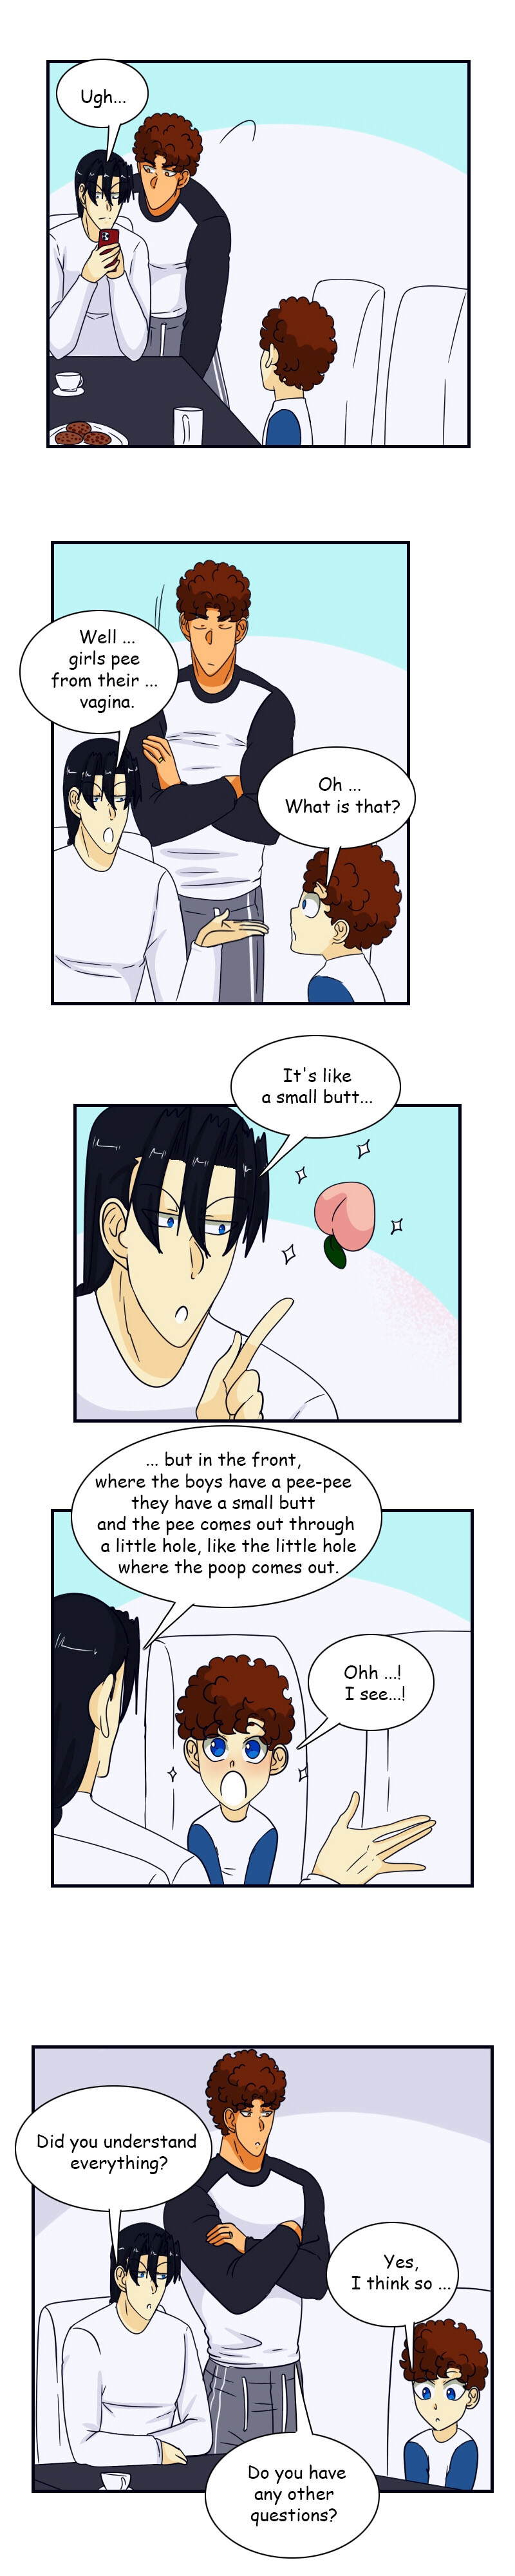 Ugh...
Well ...
girls pee
from their ...
vagina.
Oh ...
What is that?
It's like
a small butt...
... but in the front,
where the boys have a pee-pee
they have a small butt
and the pee comes out through
a little hole, like the little hole
where the poop comes out.
Ohh ...!
I see...!
Did you understand
everything?
Yes,
I think so ...
Do you have
any other
questions?